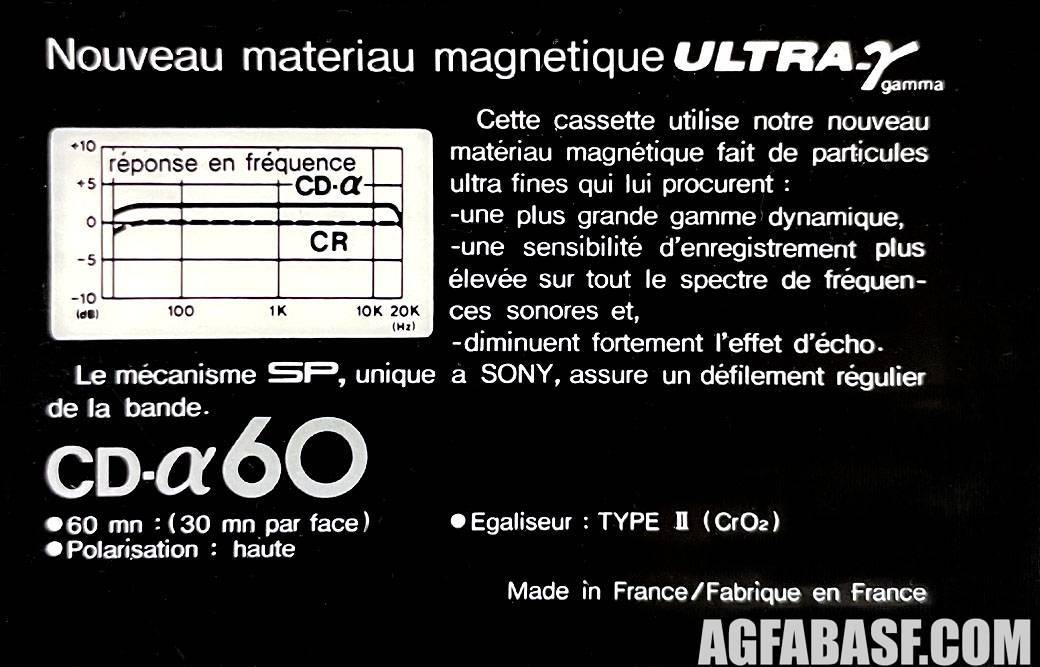 Nouveau materiau magnetique ULTRA-γ
gamma
+10
+5
0
-5
-10
(dB)
réponse en fréquence
CD-α
CR
100
1K
10K 20K
(Hz)
Cette cassette utilise notre nouveau
matériau magnétique fait de particules
ultra fines qui lui procurent :
-une plus grande gamme dynamique,
-une sensibilité d'enregistrement plus
élevée sur tout le spectre de fréquen-
ces sonores et,
-diminuent fortement l'effet d'écho.
Le mécanisme SP, unique a SONY, assure un défilement régulier
de la bande.
CD-α60
●60 mn : (30 mn par face)
●Polarisation : haute
●Egaliseur : TYPE II (CrO₂)
Made in France/Fabrique en France
AGFABASF.COM